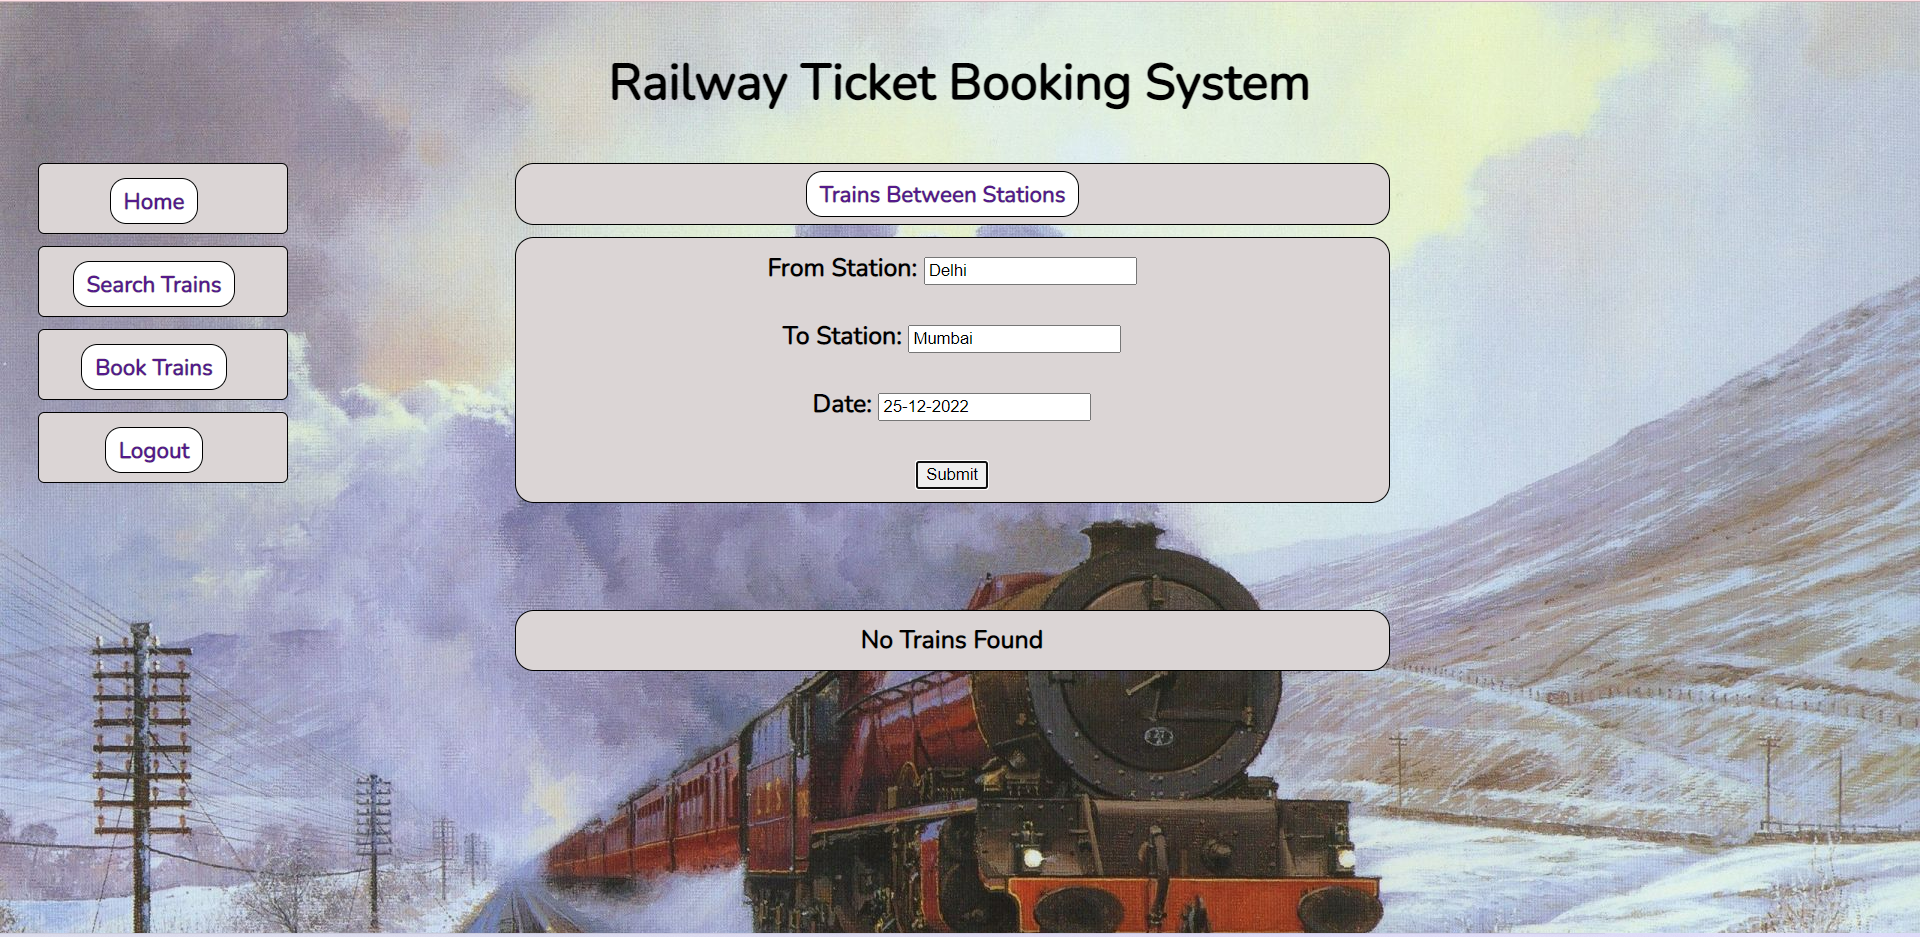 Railway Ticket Booking System
Home
Search Trains
Book Trains
Logout
Trains Between Stations
From Station: Delhi
To Station: Mumbai
Date: 25-12-2022
Submit
No Trains Found